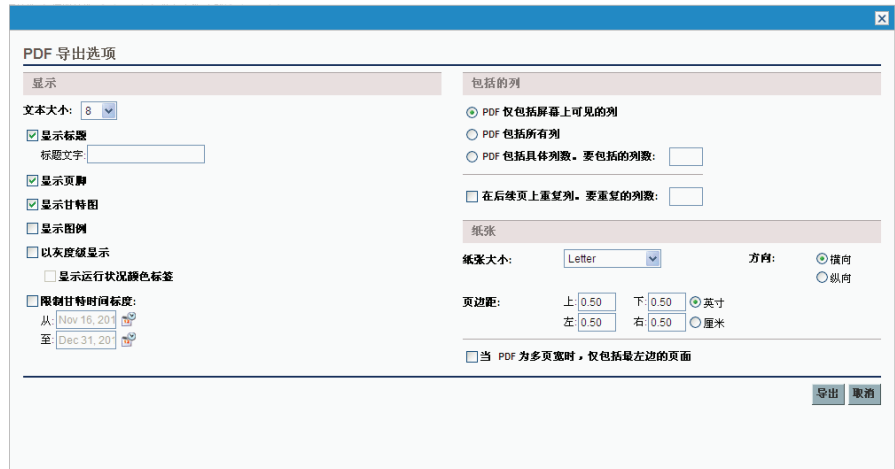 PDF 导出选项
显示
文本大小: 8
显示标题
标题文字:
显示页脚
显示甘特图
显示图例
以灰度级显示
显示运行状况颜色标签
限制甘特时间标度:
从: Nov 16, 201
至: Dec 31, 201
包括的列
PDF 仅包括屏幕上可见的列
PDF 包括所有列
PDF 包括具体列数。要包括的列数:
在后续页上重复列。要重复的列数:
纸张
纸张大小: Letter 方向: 横向
纵向
页边距: 上: 0.50 下: 0.50 英寸
左: 0.50 右: 0.50 厘米
当 PDF 为多页宽时，仅包括最左边的页面
导出 取消